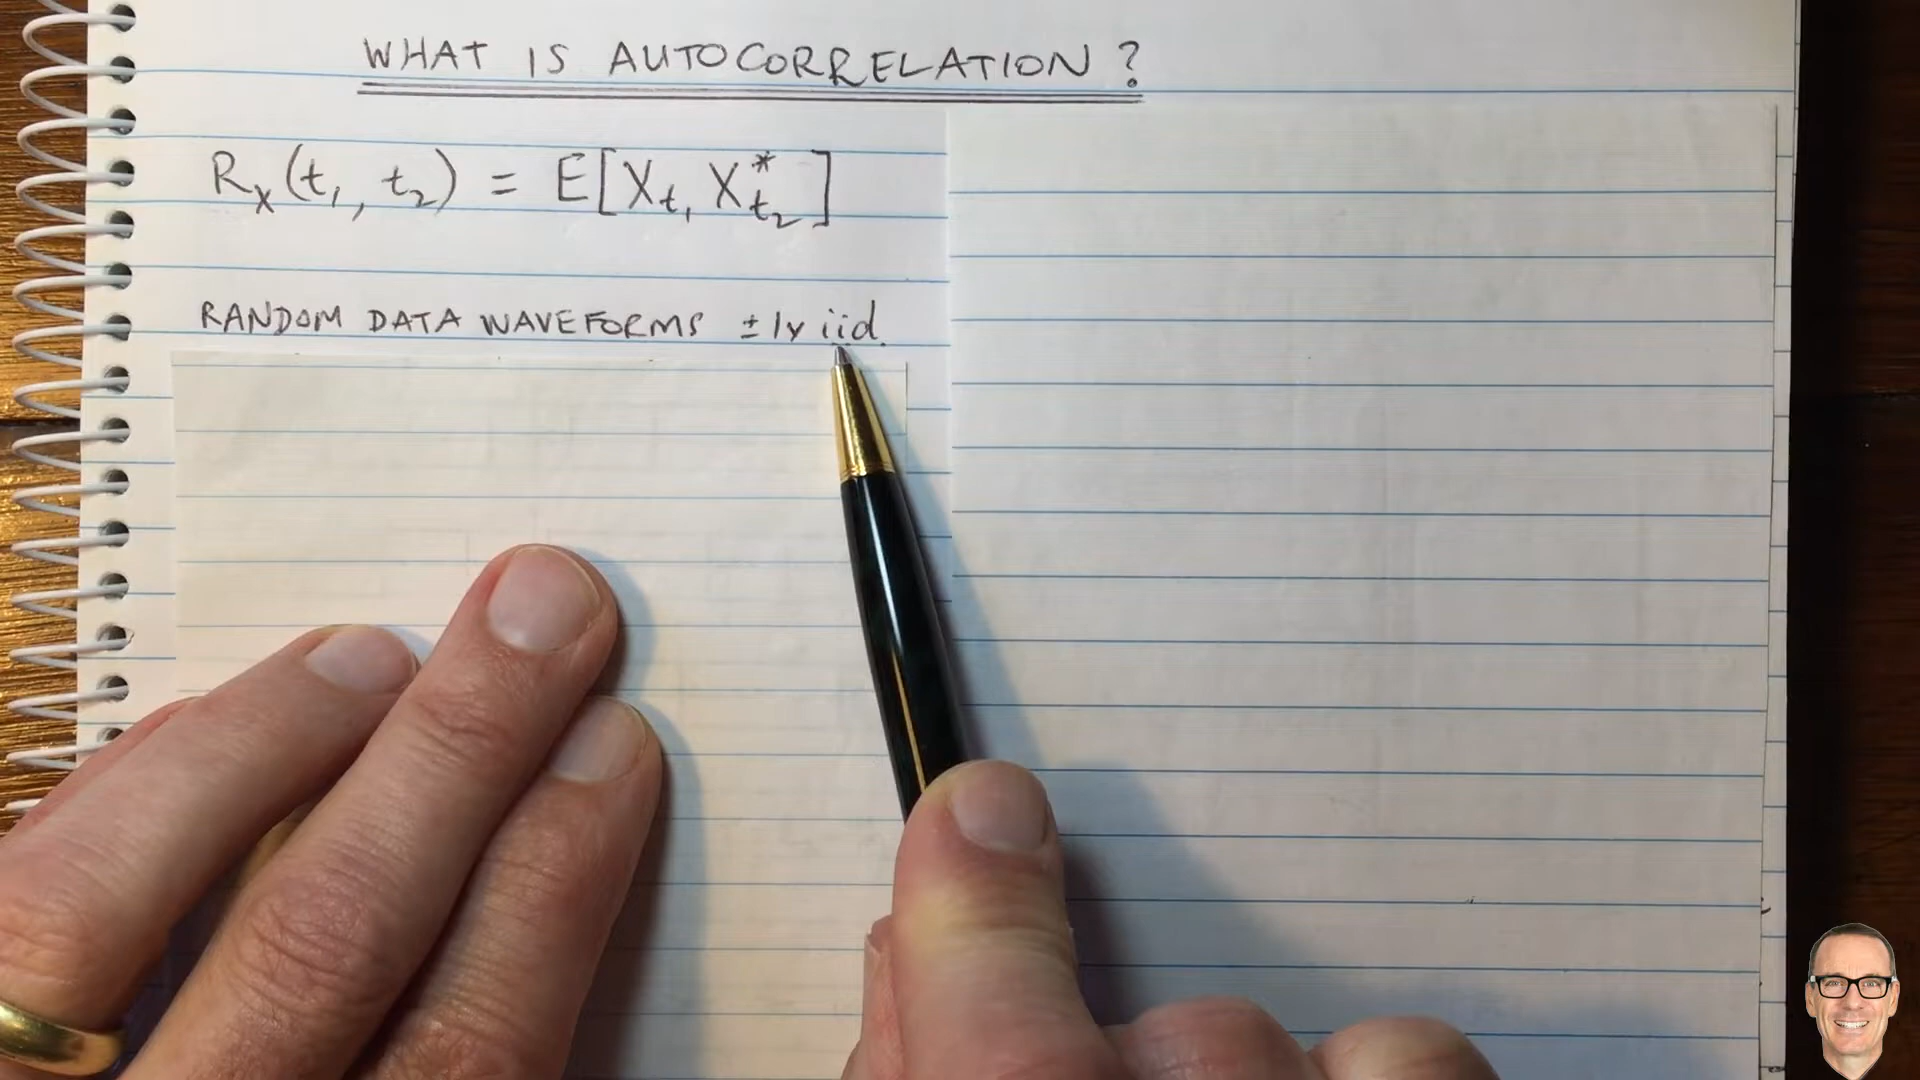 WHAT IS AUTOCORRELATION ?
Rx(t1, t2) = E[Xt1 X*t2]
RANDOM DATA WAVEFORMS ±1v iid.